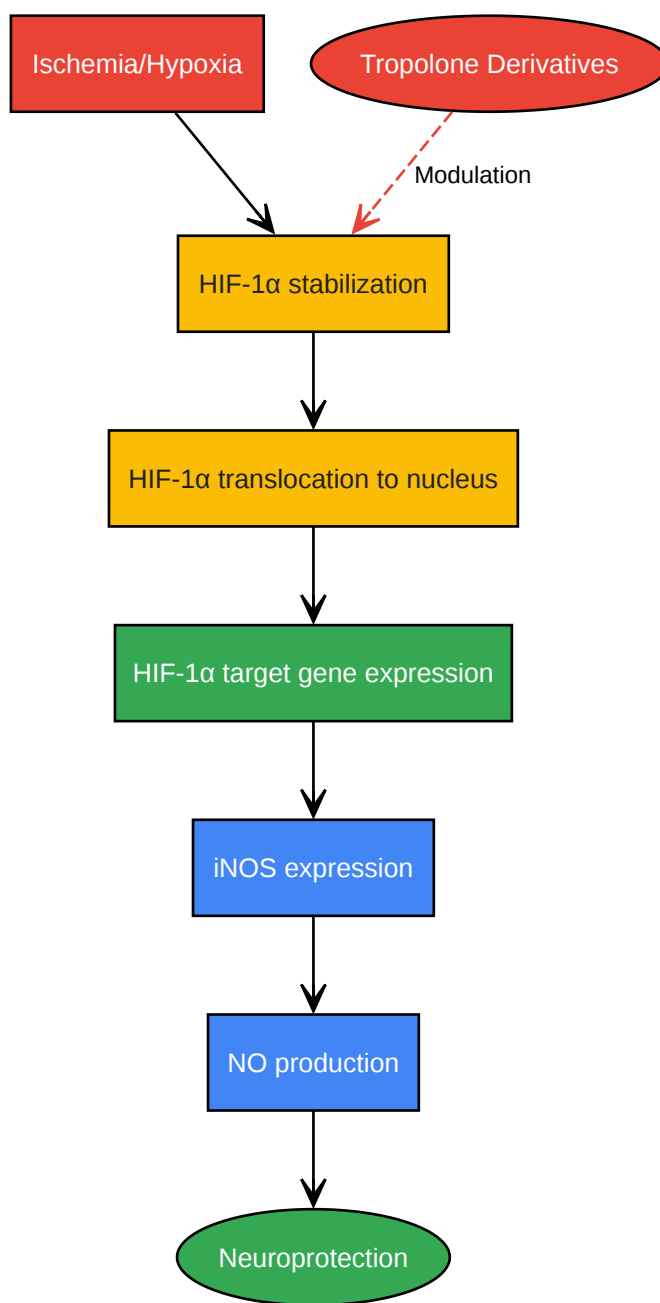 Ischemia/Hypoxia
Tropolone Derivatives
Modulation
HIF-1α stabilization
HIF-1α translocation to nucleus
HIF-1α target gene expression
iNOS expression
NO production
Neuroprotection